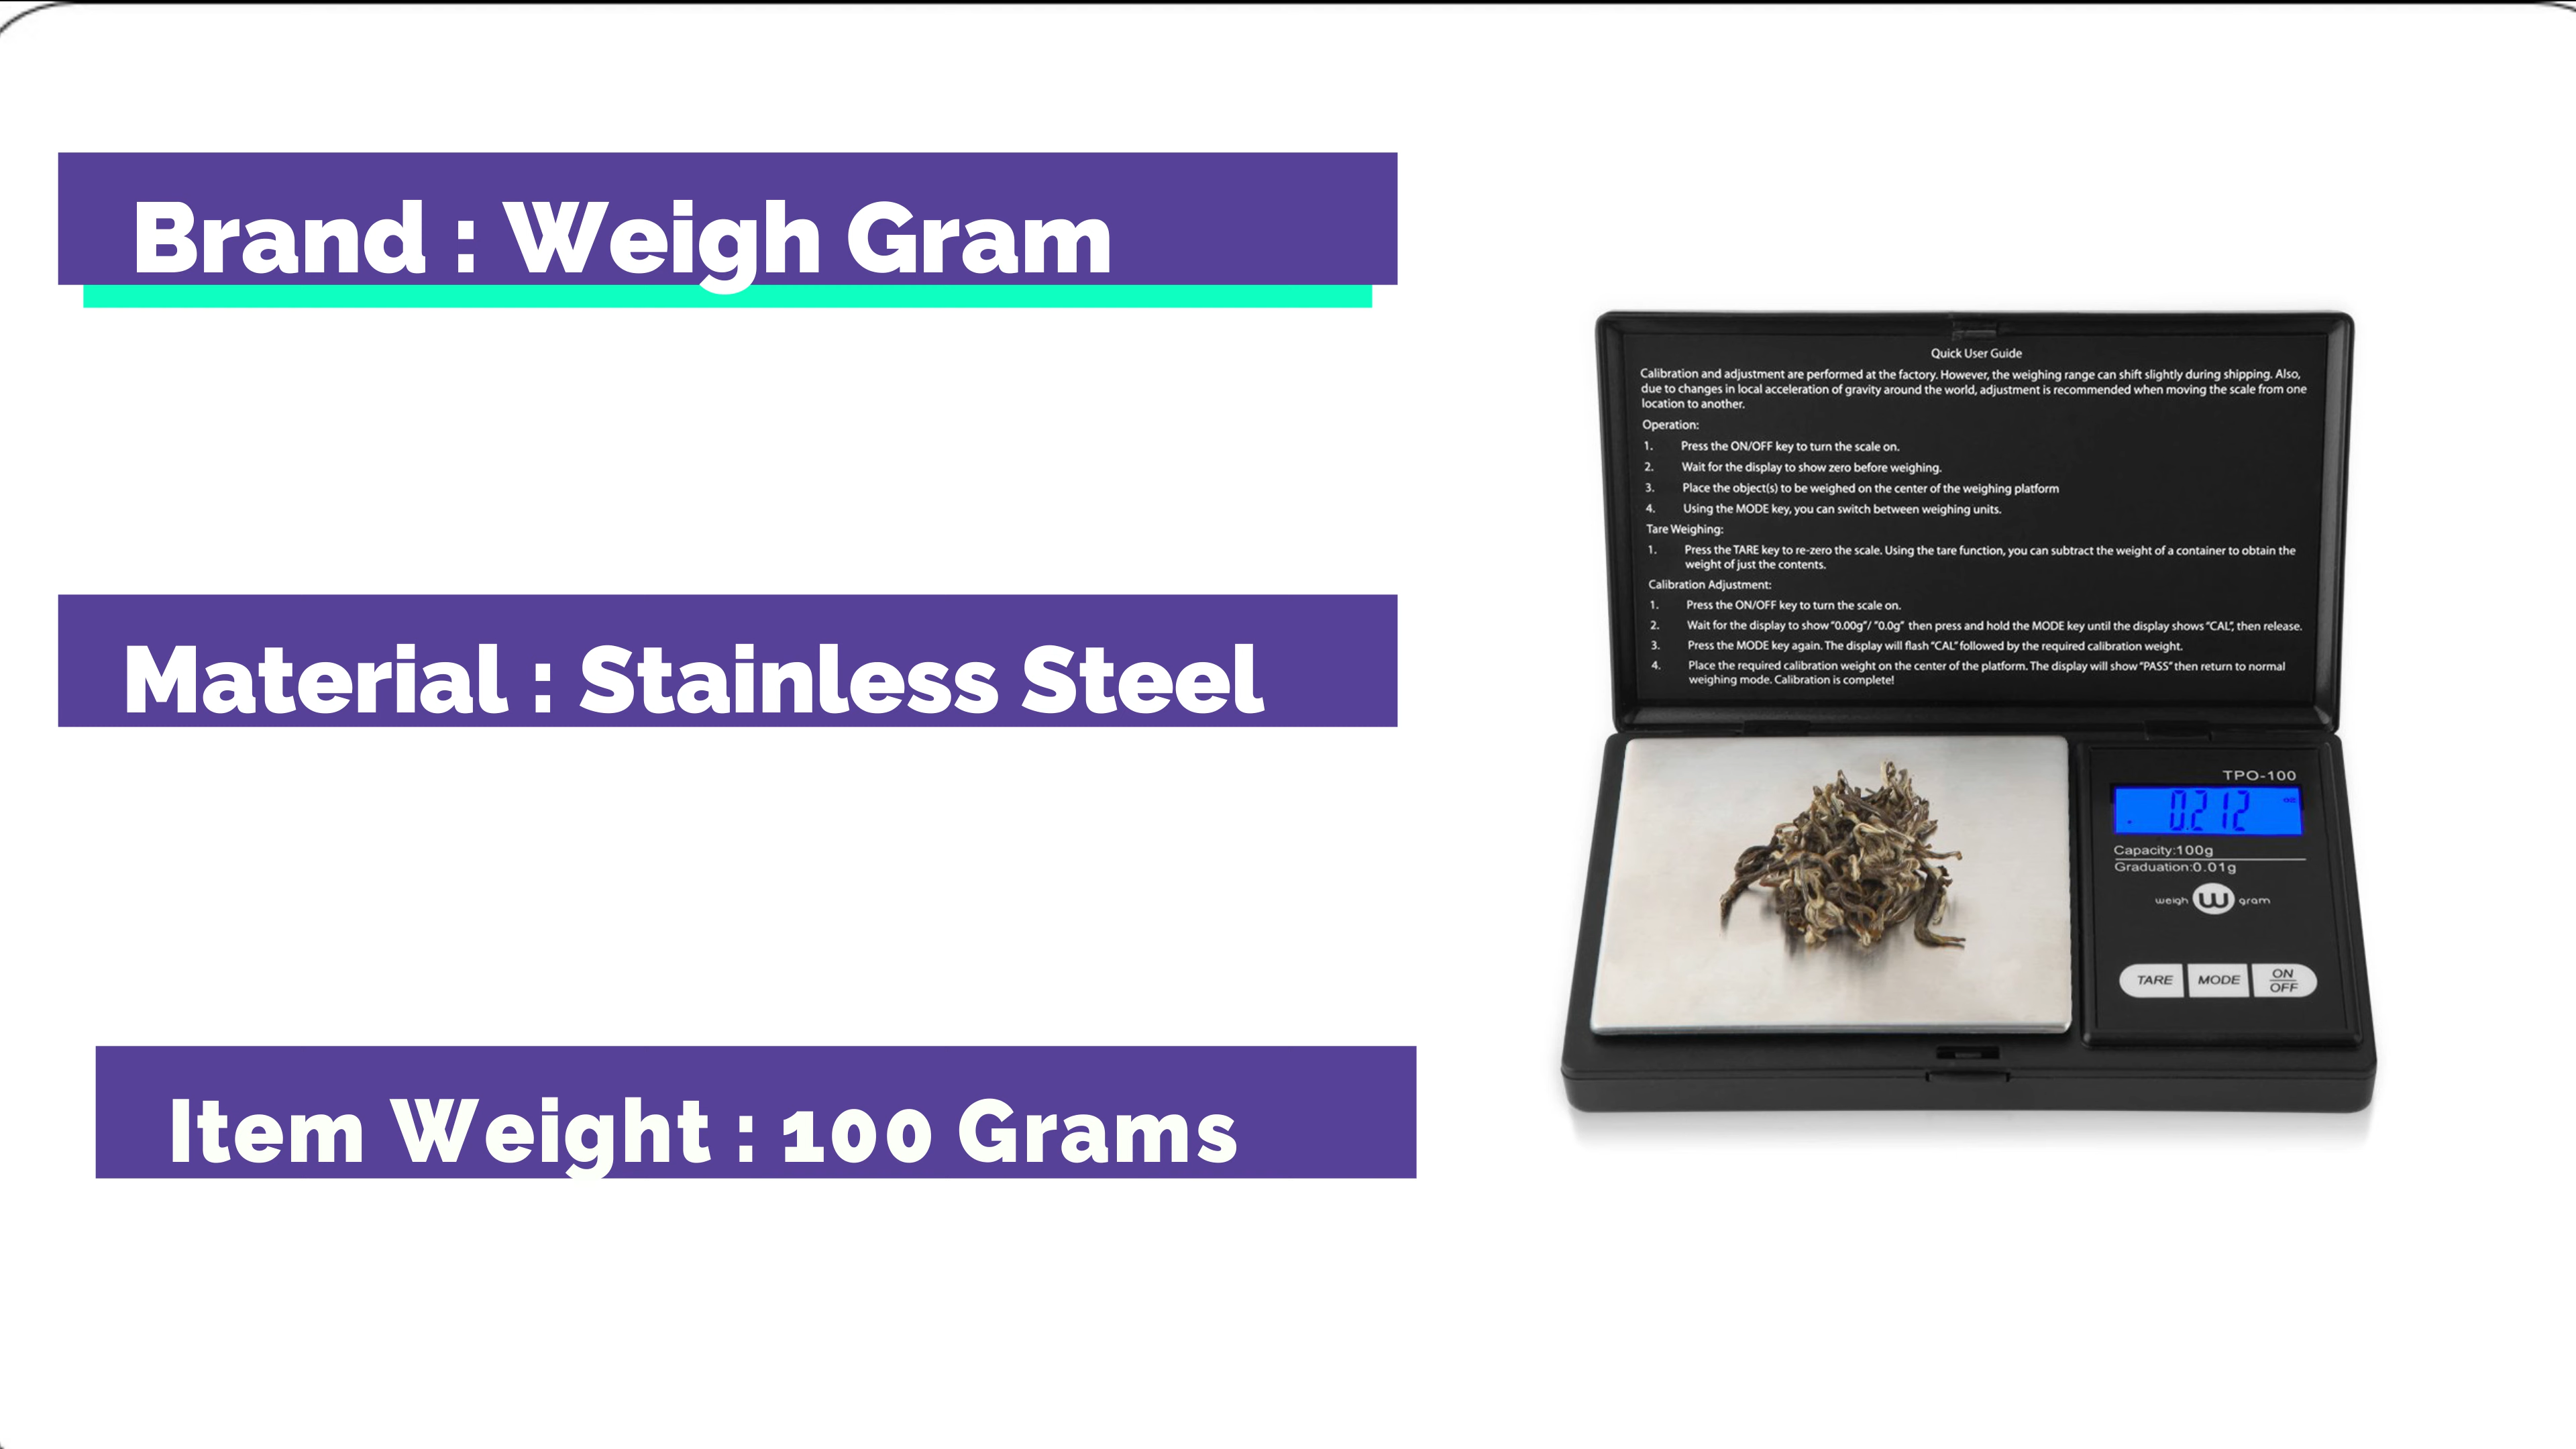 Brand : Weigh Gram
Material : Stainless Steel
Item Weight : 100 Grams
Quick User Guide
Calibration and adjustment are performed at the factory. However, the weighing range can shift slightly during shipping. Also,
due to changes in local acceleration of gravity around the world, adjustment is recommended when moving the scale from one
location to another.
Operation:
1. Press the ON/OFF key to turn the scale on.
2. Wait for the display to show zero before weighing.
3. Place the object(s) to be weighed on the center of the weighing platform
4. Using the MODE key, you can switch between weighing units.
Tare Weighing:
1. Press the TARE key to re-zero the scale. Using the tare function, you can subtract the weight of a container to obtain the
weight of just the contents.
Calibration Adjustment:
1. Press the ON/OFF key to turn the scale on.
2. Wait for the display to show "0.00g"/ "0.0g" then press and hold the MODE key until the display shows "CAL", then release.
3. Press the MODE key again. The display will flash "CAL" followed by the required calibration weight.
4. Place the required calibration weight on the center of the platform. The display will show "PASS" then return to normal
weighing mode. Calibration is complete!
TPO-100
0.212 oz
Capacity:100g
Graduation:0.01g
weigh W gram
TARE MODE ON
OFF